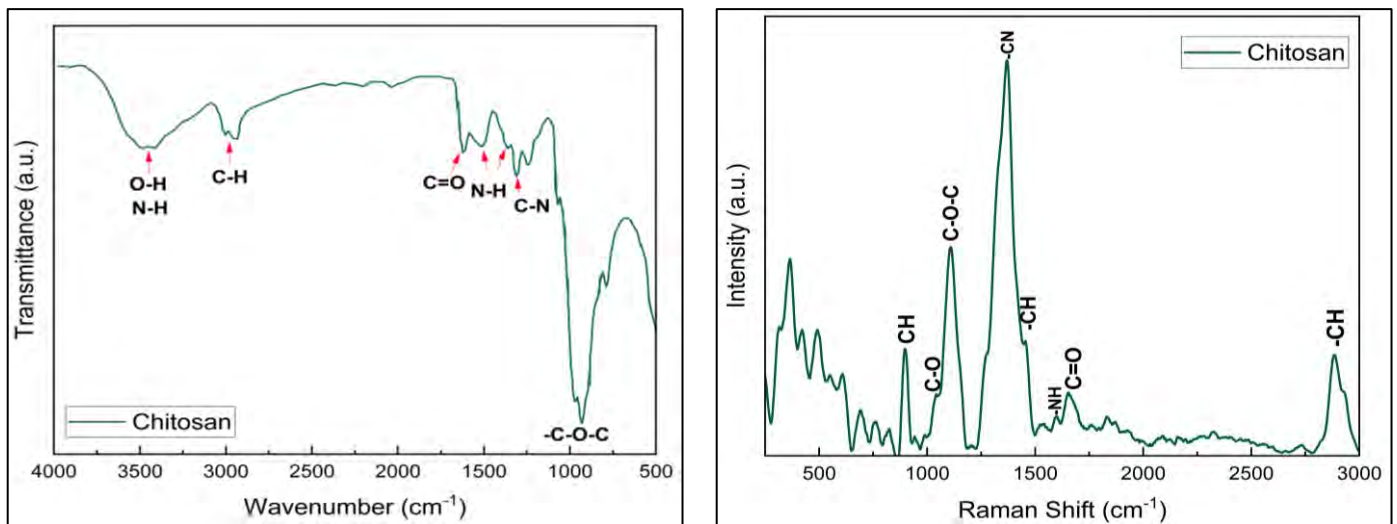 Transmittance (a.u.)
O-H
N-H
C-H
C=O
N-H
C-N
-C-O-C
Chitosan
4000 3500 3000 2500 2000 1500 1000 500
Wavenumber (cm⁻¹)
Intensity (a.u.)
Chitosan
CH
C-O
C-O-C
-CN
-CH
-NH
C=O
-CH
500 1000 1500 2000 2500 3000
Raman Shift (cm⁻¹)